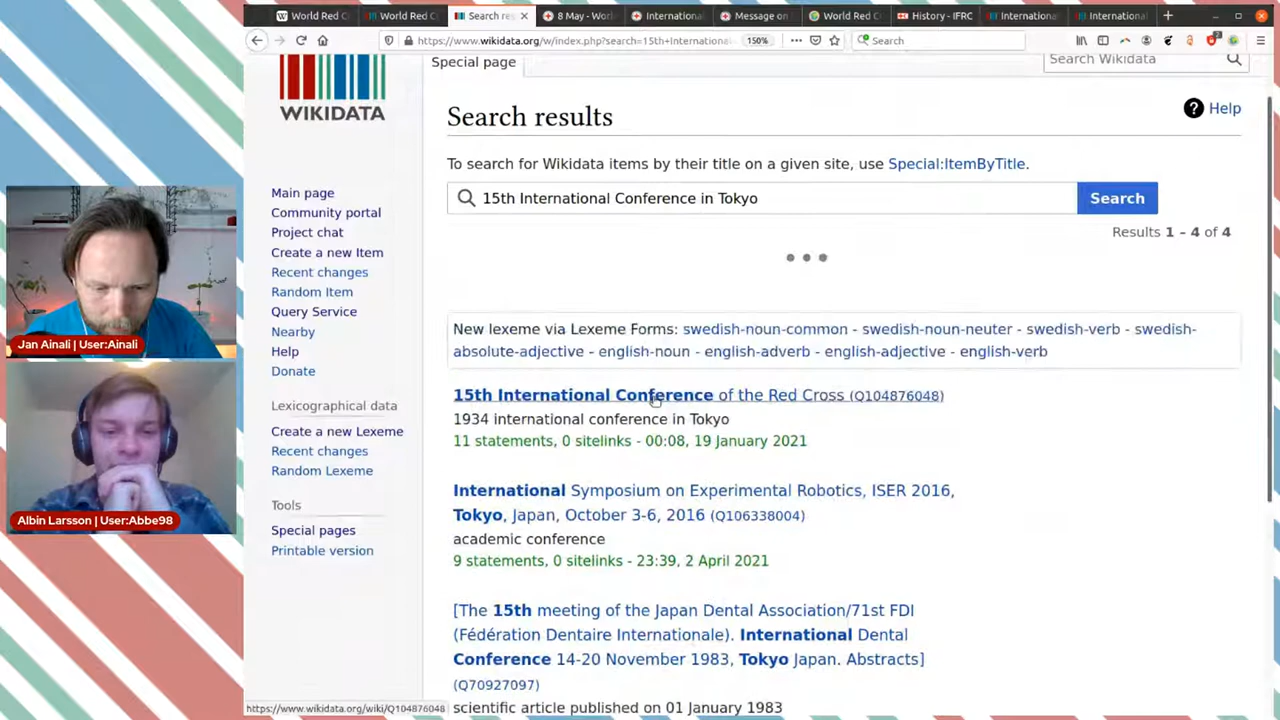 World Red C
World Red C
Search res
8 May - Wor
Internation
Message on
World Red C
History - IFRC
Internationa
Internationa
https://www.wikidata.org/w/index.php?search=15th+Internationa
150%
Search
WIKIDATA
Special page
Search Wikidata
Search results
Help
To search for Wikidata items by their title on a given site, use Special:ItemByTitle.
15th International Conference in Tokyo
Search
Results 1 – 4 of 4
Main page
Community portal
Project chat
Create a new Item
Recent changes
Random Item
Query Service
Nearby
Help
Donate
Lexicographical data
Create a new Lexeme
Recent changes
Random Lexeme
Tools
Special pages
Printable version
New lexeme via Lexeme Forms: swedish-noun-common - swedish-noun-neuter - swedish-verb - swedish-
absolute-adjective - english-noun - english-adverb - english-adjective - english-verb
15th International Conference of the Red Cross (Q104876048)
1934 international conference in Tokyo
11 statements, 0 sitelinks - 00:08, 19 January 2021
International Symposium on Experimental Robotics, ISER 2016,
Tokyo, Japan, October 3-6, 2016 (Q106338004)
academic conference
9 statements, 0 sitelinks - 23:39, 2 April 2021
[The 15th meeting of the Japan Dental Association/71st FDI
(Fédération Dentaire Internationale). International Dental
Conference 14-20 November 1983, Tokyo Japan. Abstracts]
(Q70927097)
scientific article published on 01 January 1983
https://www.wikidata.org/wiki/Q104876048
Jan Ainali | User:Ainali
Albin Larsson | User:Abbe98